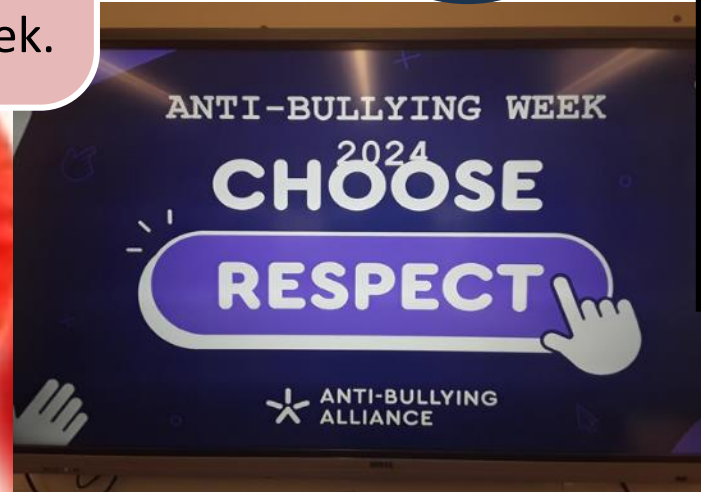 ek.
ANTI-BULLYING WEEK
2024
CHOOSE
RESPECT
ANTI-BULLYING
ALLIANCE